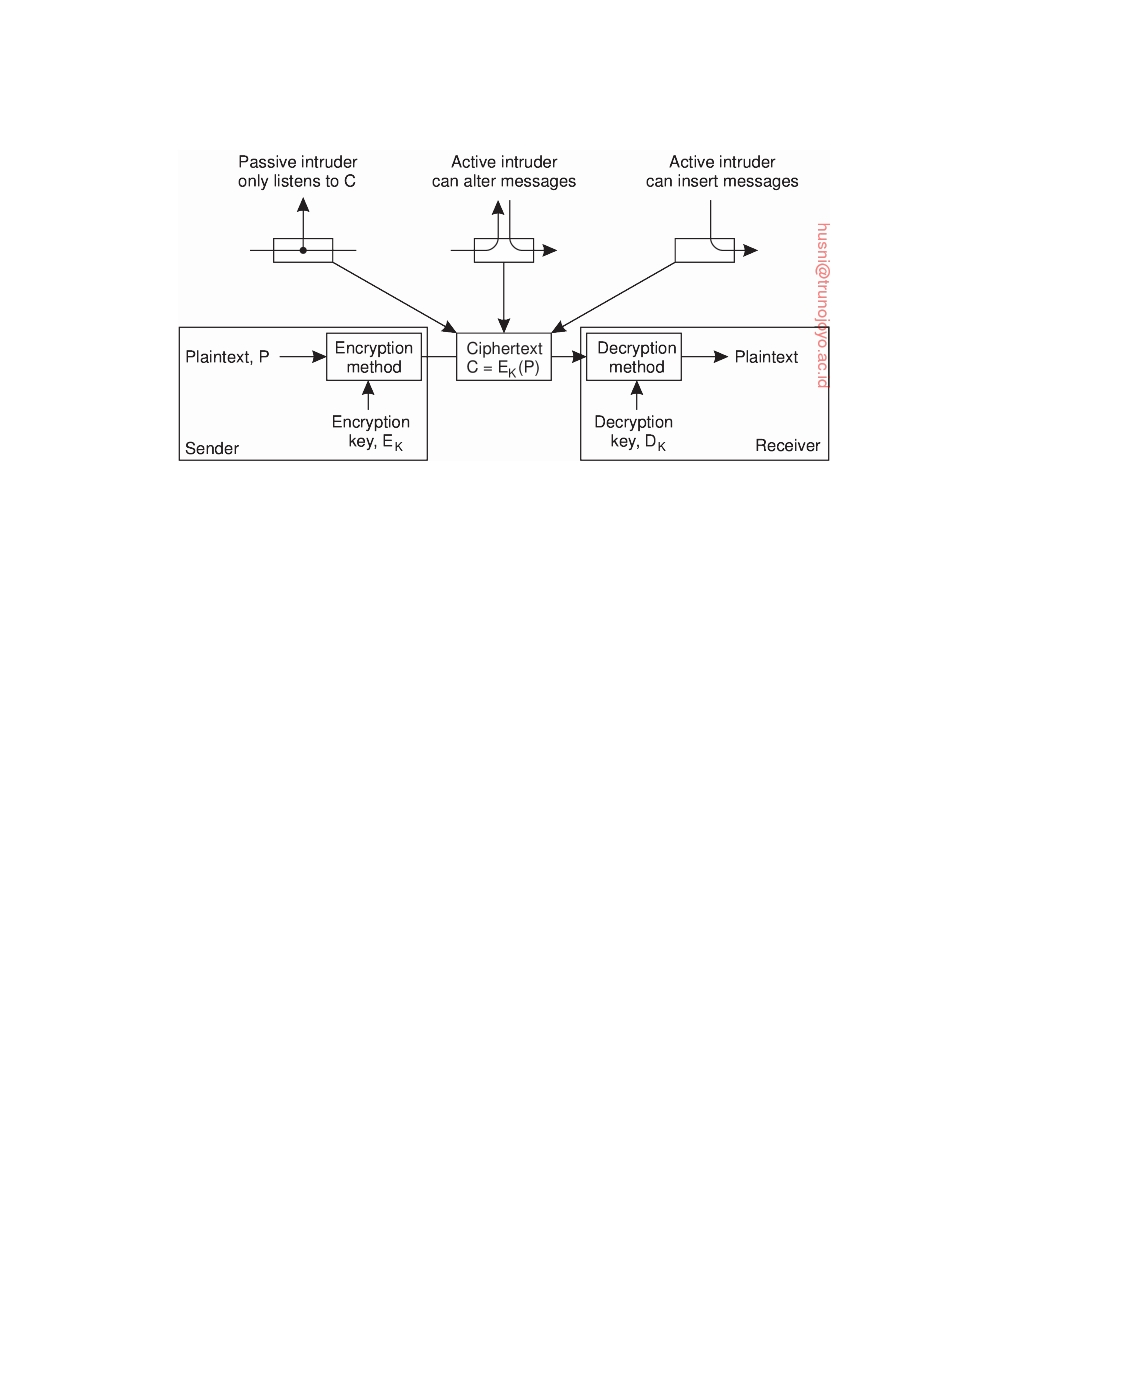 Passive intruder
only listens to C
Active intruder
can alter messages
Active intruder
can insert messages
husni@trunojoyo.ac.id
Plaintext, P
Encryption
method
Ciphertext
C = EK(P)
Decryption
method
Plaintext
Encryption
key, EK
Decryption
key, DK
Sender
Receiver